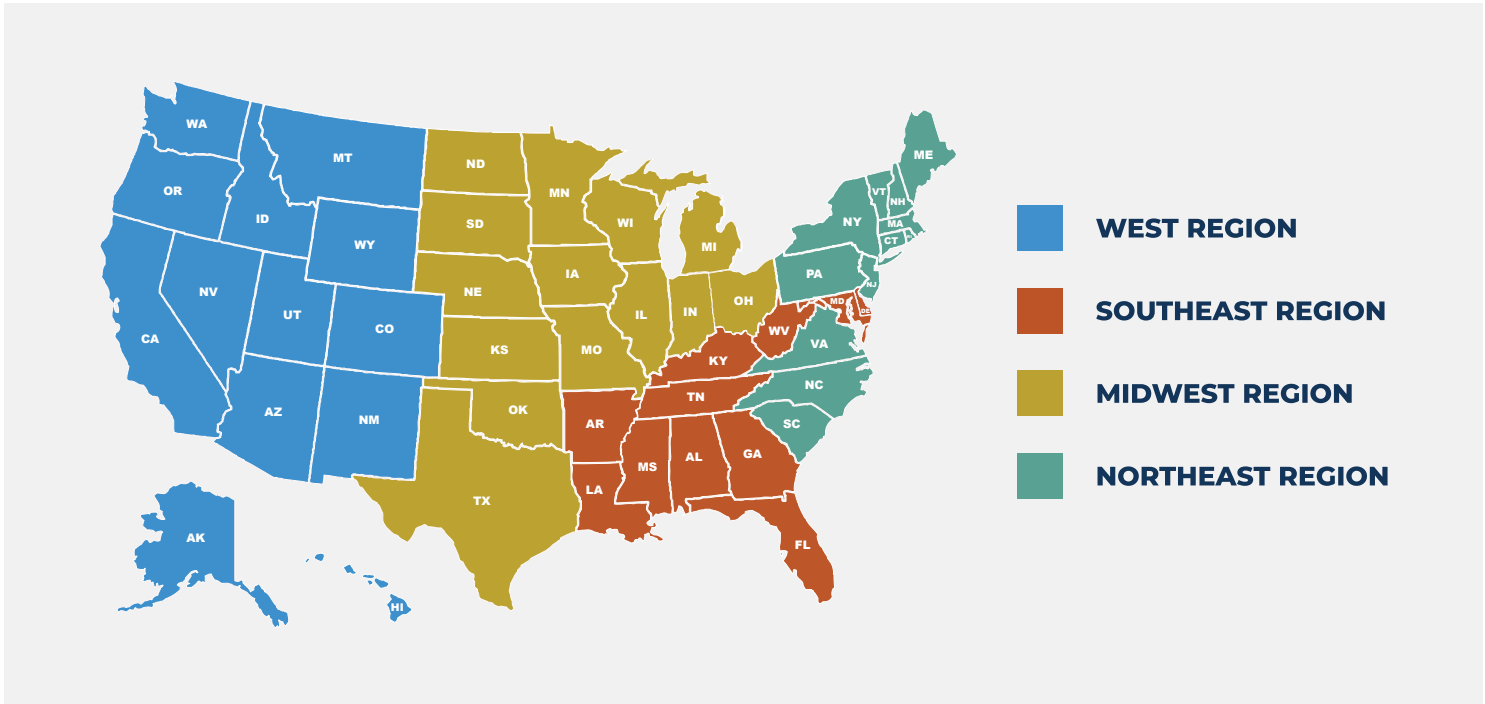 WA
MT
ND
MN
ME
OR
ID
WY
SD
WI
MI
NY
VT
NH
MA
CT
NV
UT
CO
NE
IA
IL
IN
OH
PA
NJ
CA
KS
MO
KY
WV
MD
DE
VA
AZ
NM
OK
AR
TN
NC
SC
TX
LA
MS
AL
GA
FL
AK
HI
WEST REGION
SOUTHEAST REGION
MIDWEST REGION
NORTHEAST REGION